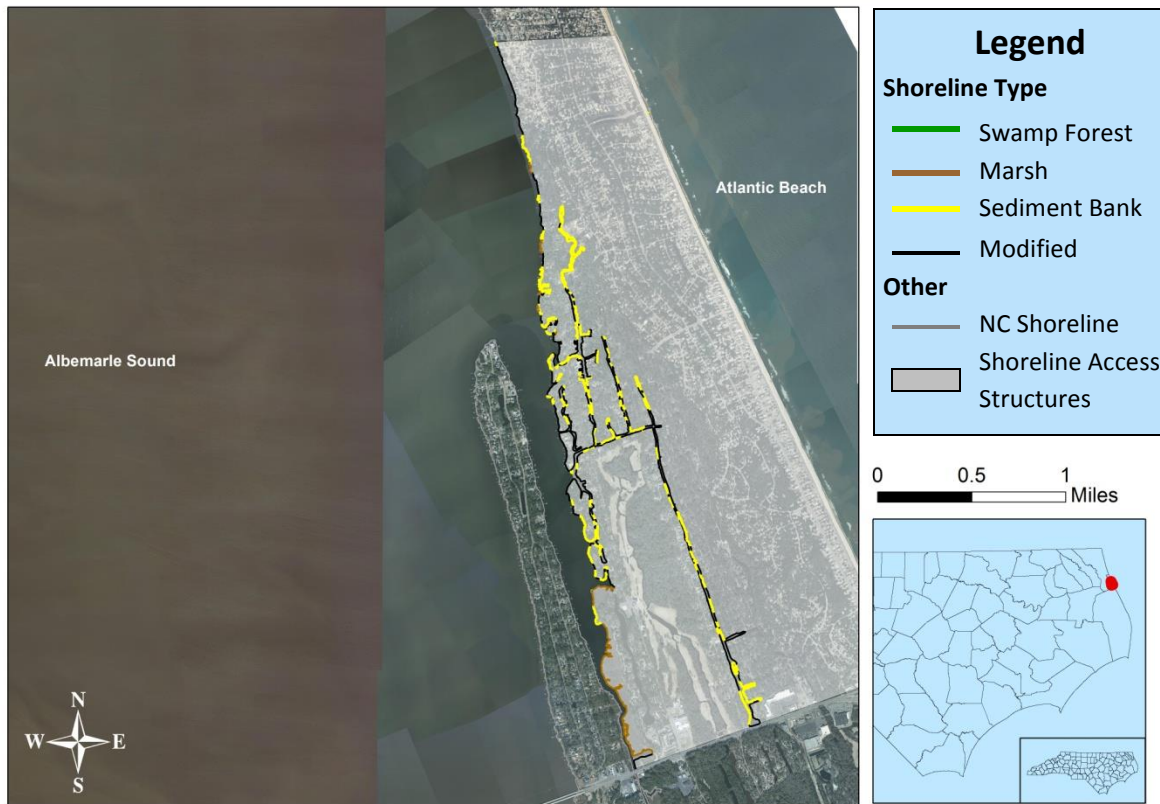 Atlantic Beach
Albemarle Sound
N
W
E
S
Legend
Shoreline Type
Swamp Forest
Marsh
Sediment Bank
Modified
Other
NC Shoreline
Shoreline Access
Structures
0 0.5 1
Miles